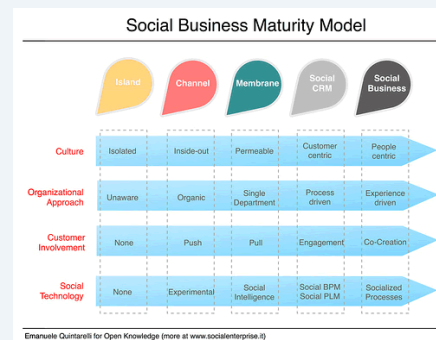 Social Business Maturity Model
Island
Channel
Membrane
Social
CRM
Social
Business
Culture
Isolated
Inside-out
Permeable
Customer
centric
People
centric
Organizational
Approach
Unaware
Organic
Single
Department
Process
driven
Experience
driven
Customer
Involvement
None
Push
Pull
Engagement
Co-Creation
Social
Technology
None
Experimental
Social
Intelligence
Social BPM
Social PLM
Socialized
Processes
Emanuele Quintarelli for Open Knowledge (more at www.socialenterprise.it)